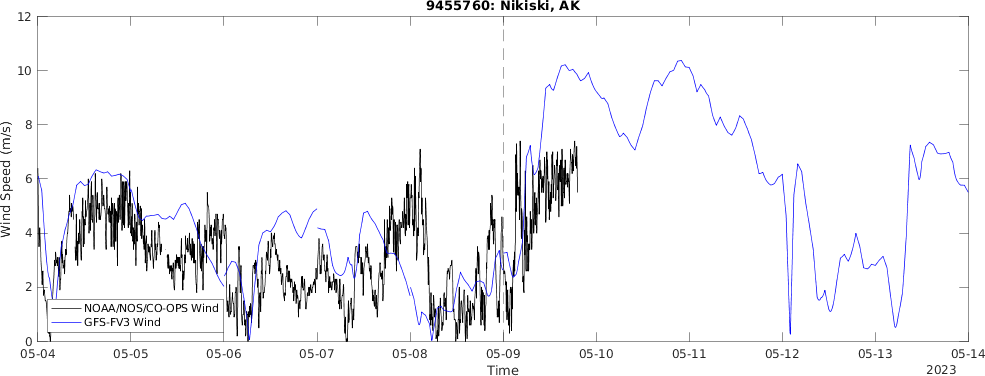 9455760: Nikiski, AK
12
10
8
6
4
2
0
Wind Speed (m/s)
NOAA/NOS/CO-OPS Wind
GFS-FV3 Wind
05-04 05-05 05-06 05-07 05-08 05-09 05-10 05-11 05-12 05-13 05-14
Time
2023